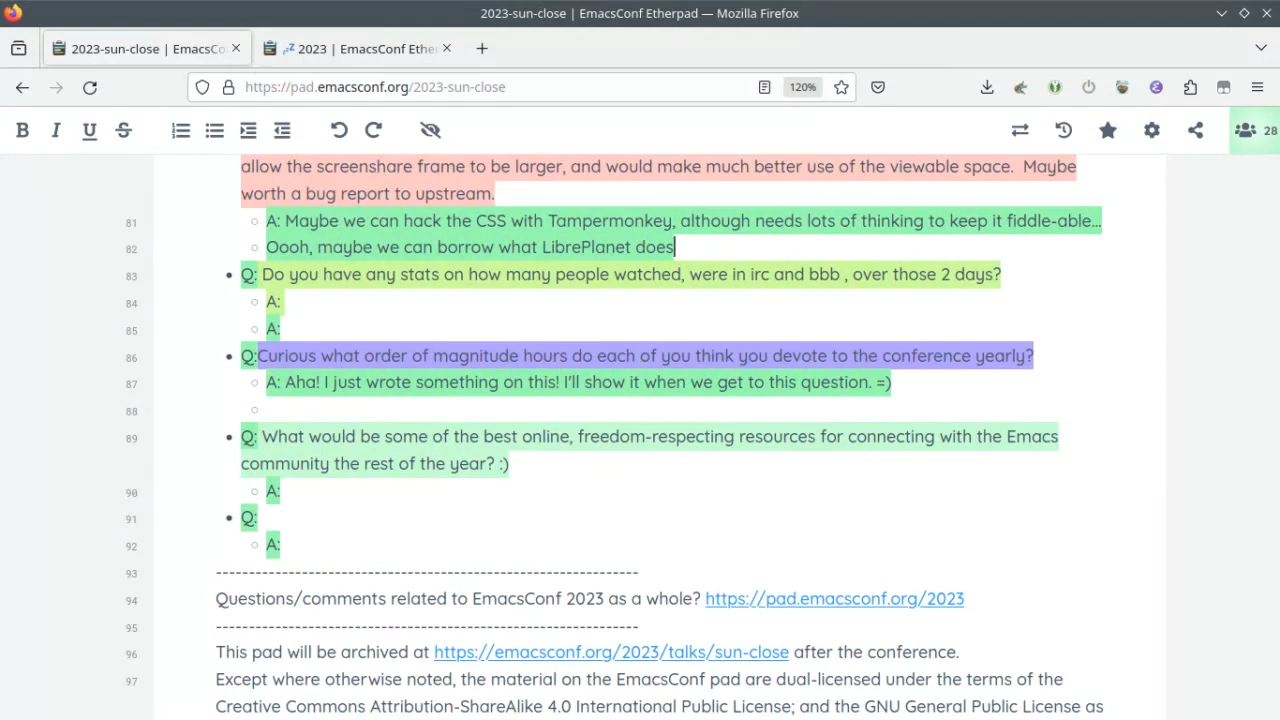 2023-sun-close | EmacsConf Etherpad — Mozilla Firefox
2023-sun-close | EmacsCo
💤 2023 | EmacsConf Ether
https://pad.emacsconf.org/2023-sun-close
120%
B I U S
28
allow the screenshare frame to be larger, and would make much better use of the viewable space.  Maybe
worth a bug report to upstream.
81 A: Maybe we can hack the CSS with Tampermonkey, although needs lots of thinking to keep it fiddle-able...
82 Oooh, maybe we can borrow what LibrePlanet does
83 Q: Do you have any stats on how many people watched, were in irc and bbb , over those 2 days?
84 A:
85 A:
86 Q:Curious what order of magnitude hours do each of you think you devote to the conference yearly?
87 A: Aha! I just wrote something on this! I'll show it when we get to this question. =)
88
89 Q: What would be some of the best online, freedom-respecting resources for connecting with the Emacs
community the rest of the year? :)
90 A:
91 Q:
92 A:
93 ----------------------------------------------------------------
94 Questions/comments related to EmacsConf 2023 as a whole? https://pad.emacsconf.org/2023
95 ----------------------------------------------------------------
96 This pad will be archived at https://emacsconf.org/2023/talks/sun-close after the conference.
97 Except where otherwise noted, the material on the EmacsConf pad are dual-licensed under the terms of the
Creative Commons Attribution-ShareAlike 4.0 International Public License; and the GNU General Public License as